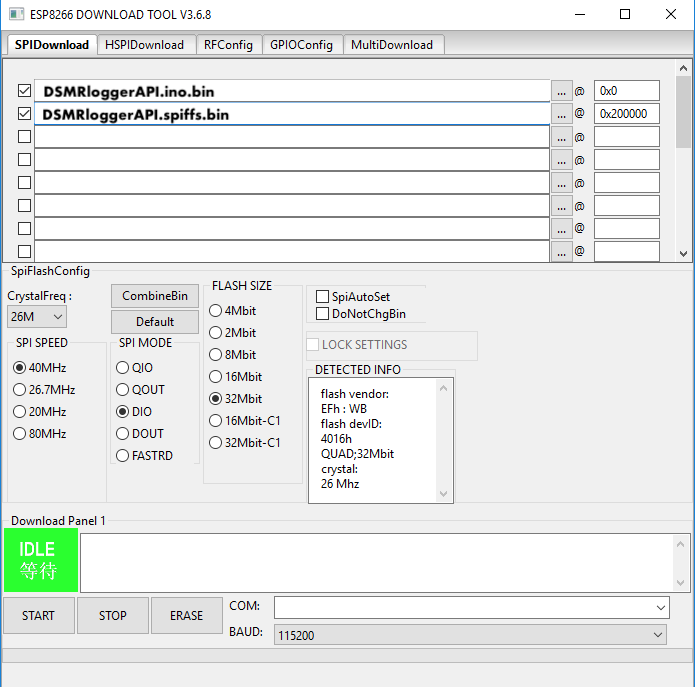 ESP8266 DOWNLOAD TOOL V3.6.8
SPIDownload HSPIDownload RFConfig GPIOConfig MultiDownload
DSMRloggerAPI.ino.bin ... @ 0x0
DSMRloggerAPI.spiffs.bin ... @ 0x200000
... @
... @
... @
... @
... @
... @
SpiFlashConfig
CrystalFreq :
26M
CombineBin
Default
SPI SPEED
40MHz
26.7MHz
20MHz
80MHz
SPI MODE
QIO
QOUT
DIO
DOUT
FASTRD
FLASH SIZE
4Mbit
2Mbit
8Mbit
16Mbit
32Mbit
16Mbit-C1
32Mbit-C1
SpiAutoSet
DoNotChgBin
LOCK SETTINGS
DETECTED INFO
flash vendor:
EFh : WB
flash devID:
4016h
QUAD;32Mbit
crystal:
26 Mhz
Download Panel 1
IDLE
等待
START STOP ERASE
COM:
BAUD: 115200